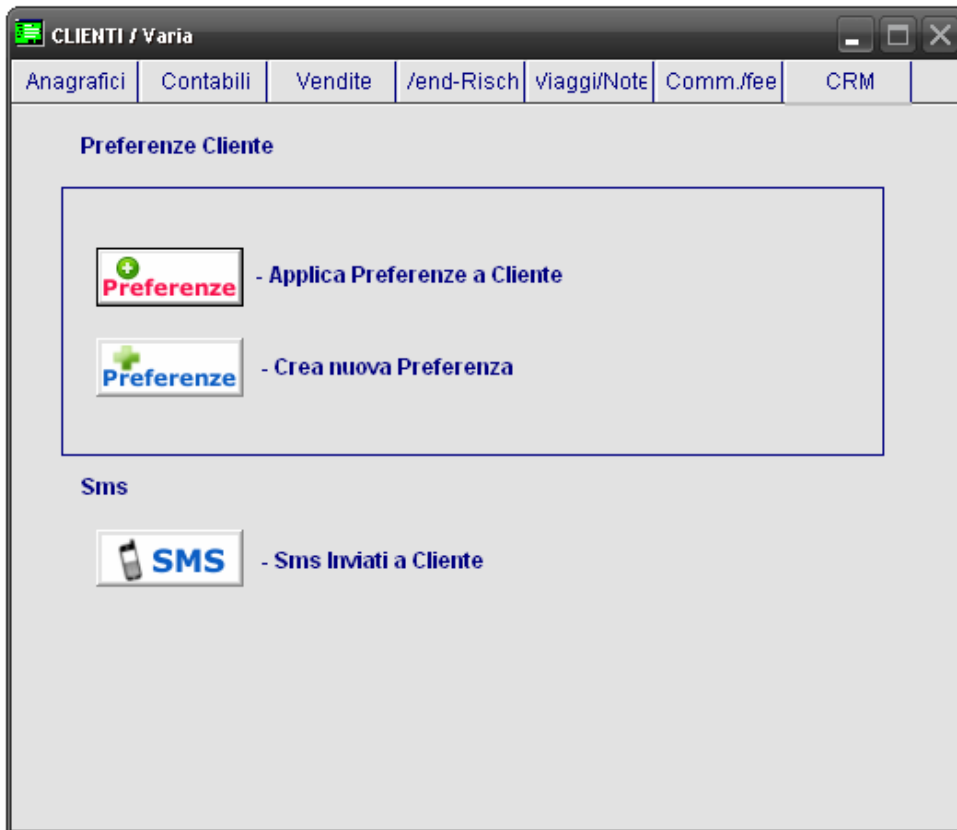 CLIENTI / Varia
Anagrafici Contabili Vendite /end-Risch Viaggi/Note Comm./fee CRM
Preferenze Cliente
Preferenze - Applica Preferenze a Cliente
Preferenze - Crea nuova Preferenza
Sms
SMS - Sms Inviati a Cliente